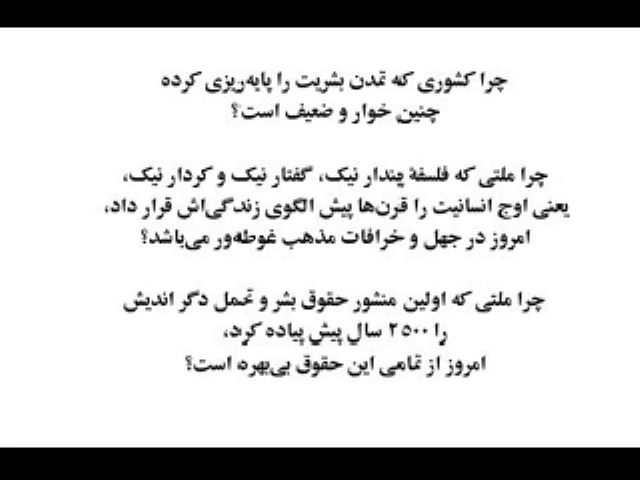 چرا کشوری که تمدن بشریت را پایه‌ریزی کرده
چنین خوار و ضعیف است؟
چرا ملتی که فلسفهٔ پندار نیک، گفتار نیک و کردار نیک،
یعنی اوج انسانیت را قرن‌ها پیش الگوی زندگی‌اش قرار داد،
امروز در جهل و خرافات مذهب غوطه‌ور می‌باشد؟
چرا ملتی که اولین منشور حقوق بشر و تحمل دگر اندیش
را ۲۵۰۰ سال پیش پیاده کرد،
امروز از تمامی این حقوق بی‌بهره است؟